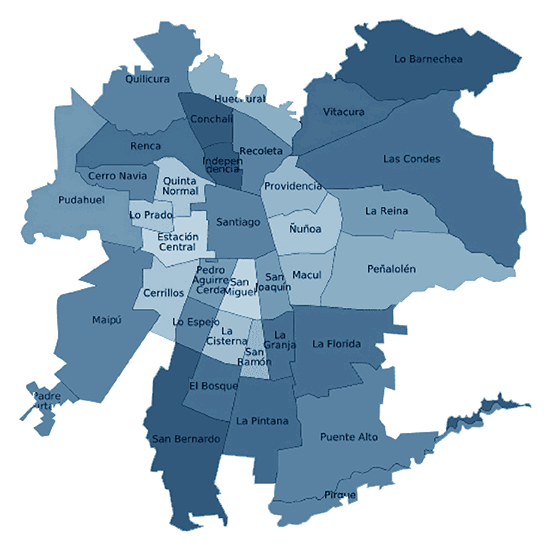 Lo Barnechea
Quilicura
Vitacura
Conchalí
Renca
Recoleta
Indepen
dencia
Las Condes
Cerro Navia
Quinta
Normal
Providencia
Pudahuel
Lo Prado
Santiago
Ñuñoa
La Reina
Estación
Central
Peñalolén
Macul
Pedro
Aguirre
Cerda
San
Miguel
San
Joaquín
Cerrillos
Maipú
Lo Espejo
La
Cisterna
La
Granja
La Florida
San
Ramón
El Bosque
Padre
La Pintana
San Bernardo
Puente Alto
Pirque